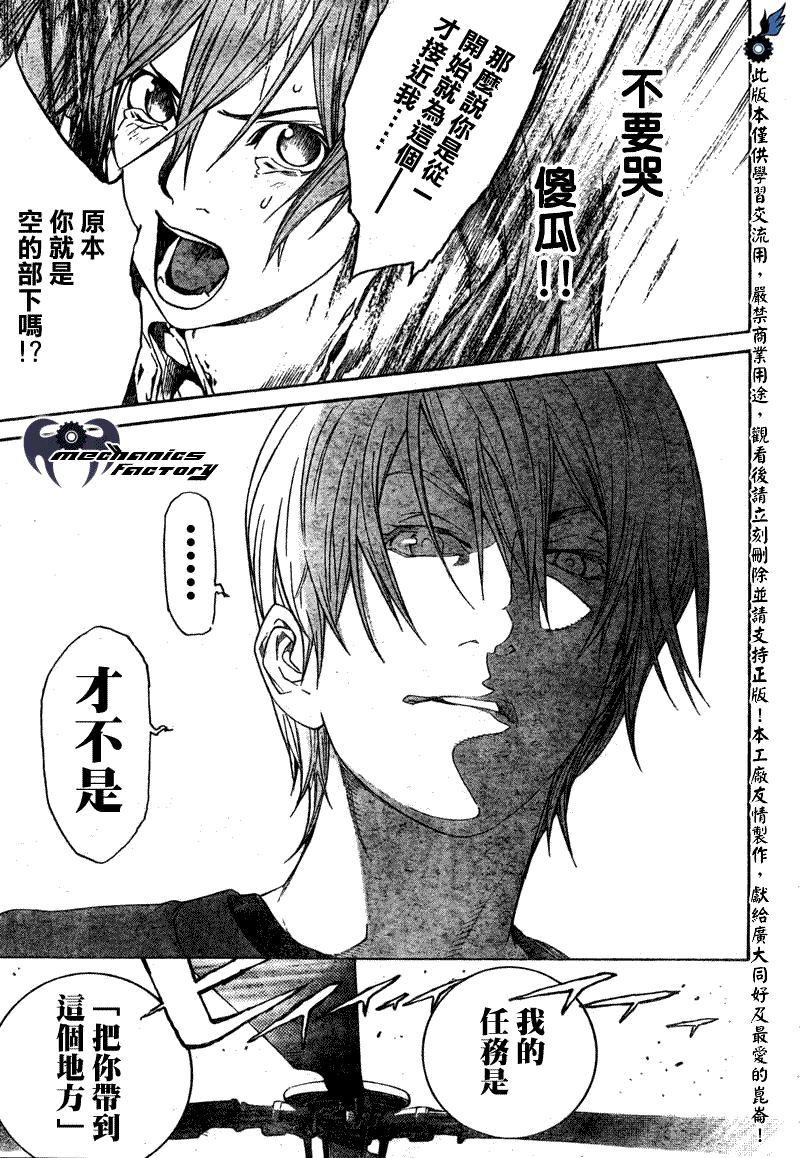 不要哭
傻瓜!!
那麼說你是從一
開始就為這個——
才接近我……
原本
你就是
空的部下嗎!?
mechanics
Factory
……
才不是
我的
任務是
「把你帶到
這個地方」
此版本僅供學習交流用，嚴禁商業用途，觀看後請立刻刪除並請支持正版！本工廠友情製作，獻給廣大同好及最愛的崑崙！